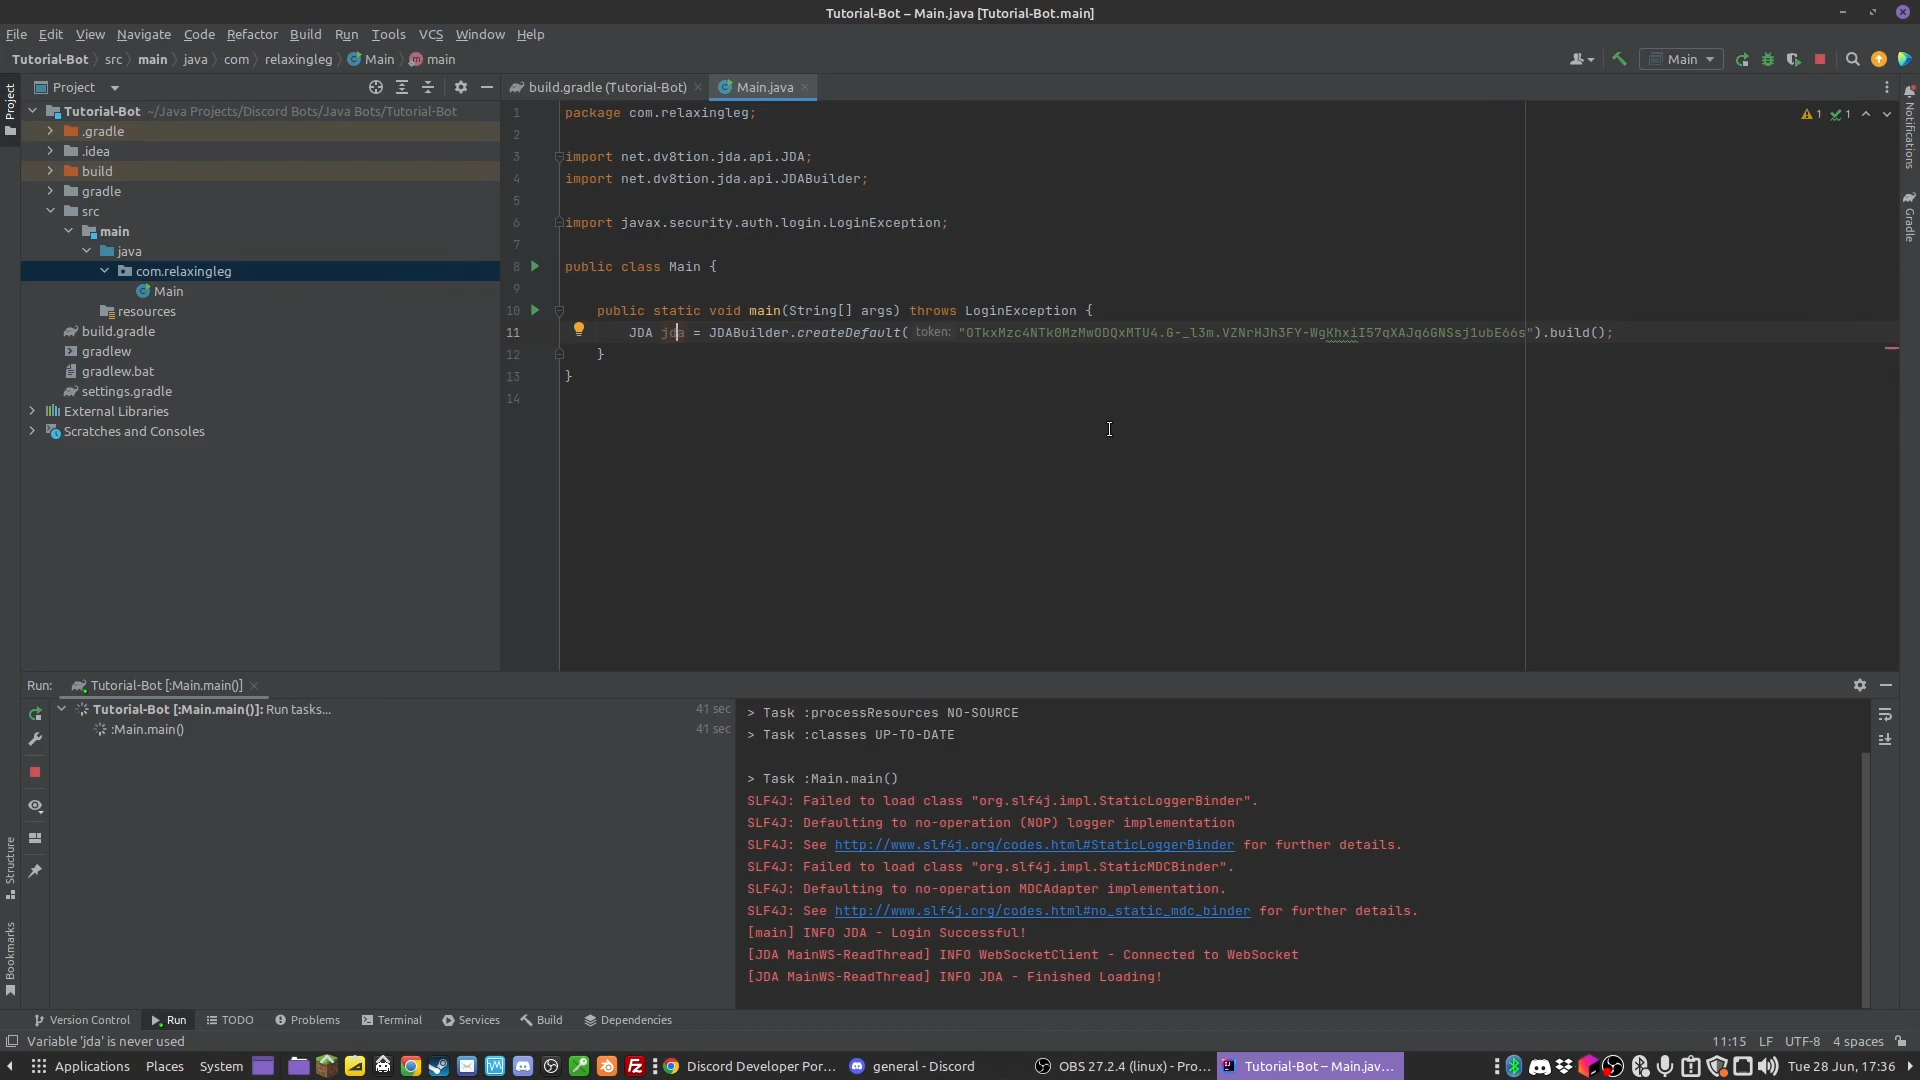 Tutorial-Bot – Main.java [Tutorial-Bot.main]
File Edit View Navigate Code Refactor Build Run Tools VCS Window Help
Tutorial-Bot src main java com relaxingleg Main main
Main
Project
build.gradle (Tutorial-Bot)
Main.java
Project
Tutorial-Bot ~/Java Projects/Discord Bots/Java Bots/Tutorial-Bot
.gradle
.idea
build
gradle
src
main
java
com.relaxingleg
Main
resources
build.gradle
gradlew
gradlew.bat
settings.gradle
External Libraries
Scratches and Consoles
1 package com.relaxingleg;
2
3 import net.dv8tion.jda.api.JDA;
4 import net.dv8tion.jda.api.JDABuilder;
5
6 import javax.security.auth.login.LoginException;
7
8 public class Main {
9
10 public static void main(String[] args) throws LoginException {
11 JDA jda = JDABuilder.createDefault( token: "OTkxMzc4NTk0MzMwODQxMTU4.G-_l3m.VZNrHJh3FY-WgKhxiI57qXAJq6GNSsj1ubE66s").build();
12 }
13 }
14
1 1
Notifications
Gradle
Run: Tutorial-Bot [:Main.main()]
Tutorial-Bot [:Main.main()]: Run tasks... 41 sec
:Main.main() 41 sec
> Task :processResources NO-SOURCE
> Task :classes UP-TO-DATE
> Task :Main.main()
SLF4J: Failed to load class "org.slf4j.impl.StaticLoggerBinder".
SLF4J: Defaulting to no-operation (NOP) logger implementation
SLF4J: See http://www.slf4j.org/codes.html#StaticLoggerBinder for further details.
SLF4J: Failed to load class "org.slf4j.impl.StaticMDCBinder".
SLF4J: Defaulting to no-operation MDCAdapter implementation.
SLF4J: See http://www.slf4j.org/codes.html#no_static_mdc_binder for further details.
[main] INFO JDA - Login Successful!
[JDA MainWS-ReadThread] INFO WebSocketClient - Connected to WebSocket
[JDA MainWS-ReadThread] INFO JDA - Finished Loading!
Structure
Bookmarks
Version Control Run TODO Problems Terminal Services Build Dependencies
Variable 'jda' is never used
11:15 LF UTF-8 4 spaces
Applications Places System
Discord Developer Por...
general - Discord
OBS 27.2.4 (linux) - Pro...
Tutorial-Bot – Main.jav...
Tue 28 Jun, 17:36